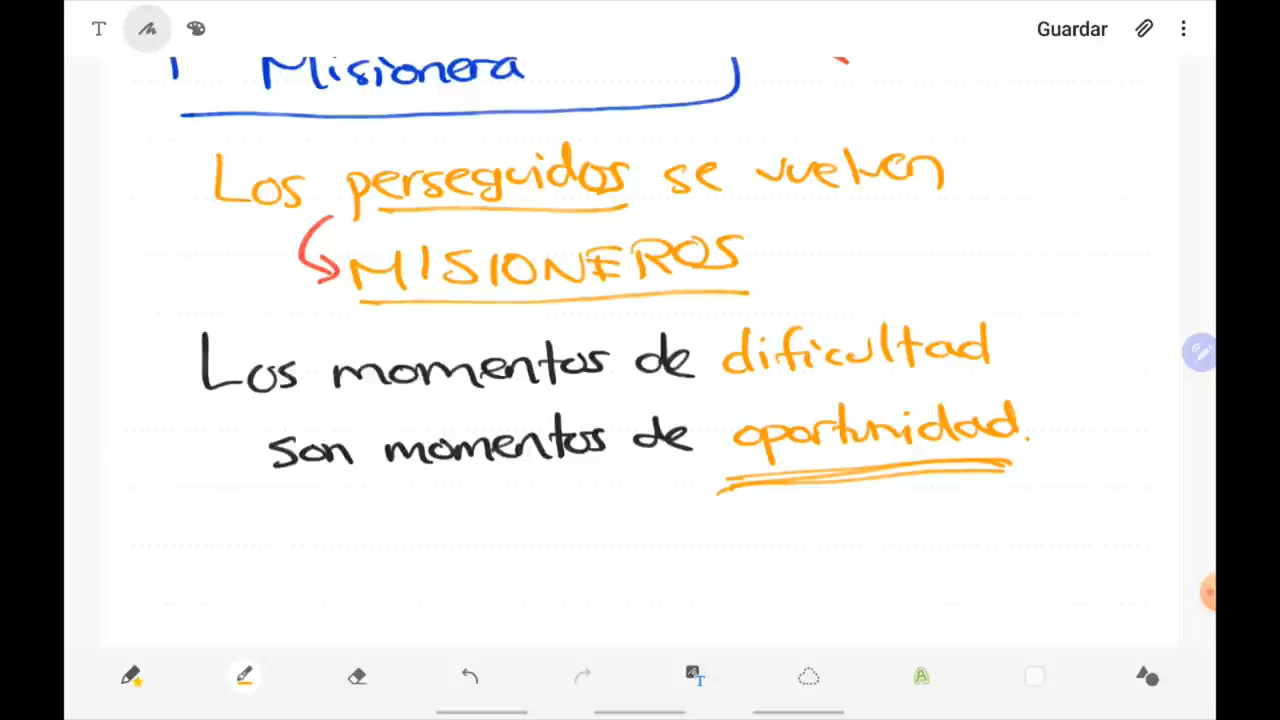 T Guardar
Misionera
Los perseguidos se vuelven
MISIONEROS
Los momentos de dificultad
son momentos de oportunidad.